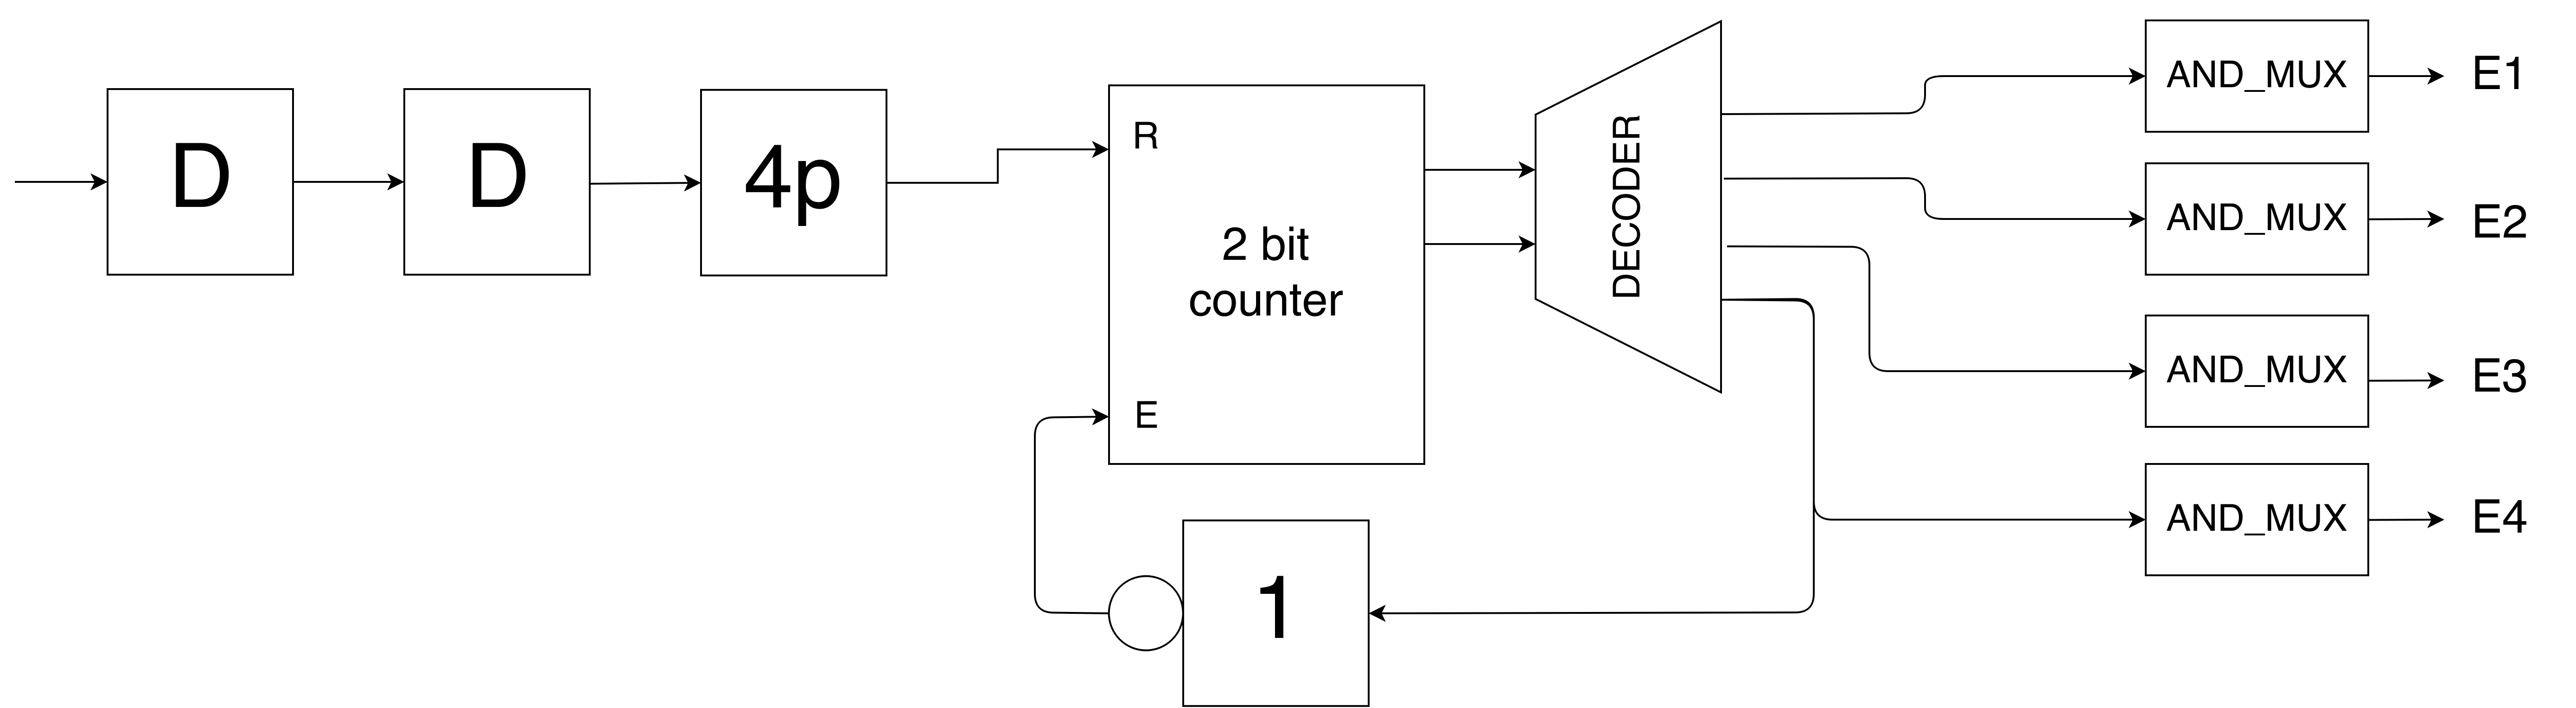 D
D
4p
R
2 bit
counter
E
1
DECODER
AND_MUX
E1
AND_MUX
E2
AND_MUX
E3
AND_MUX
E4